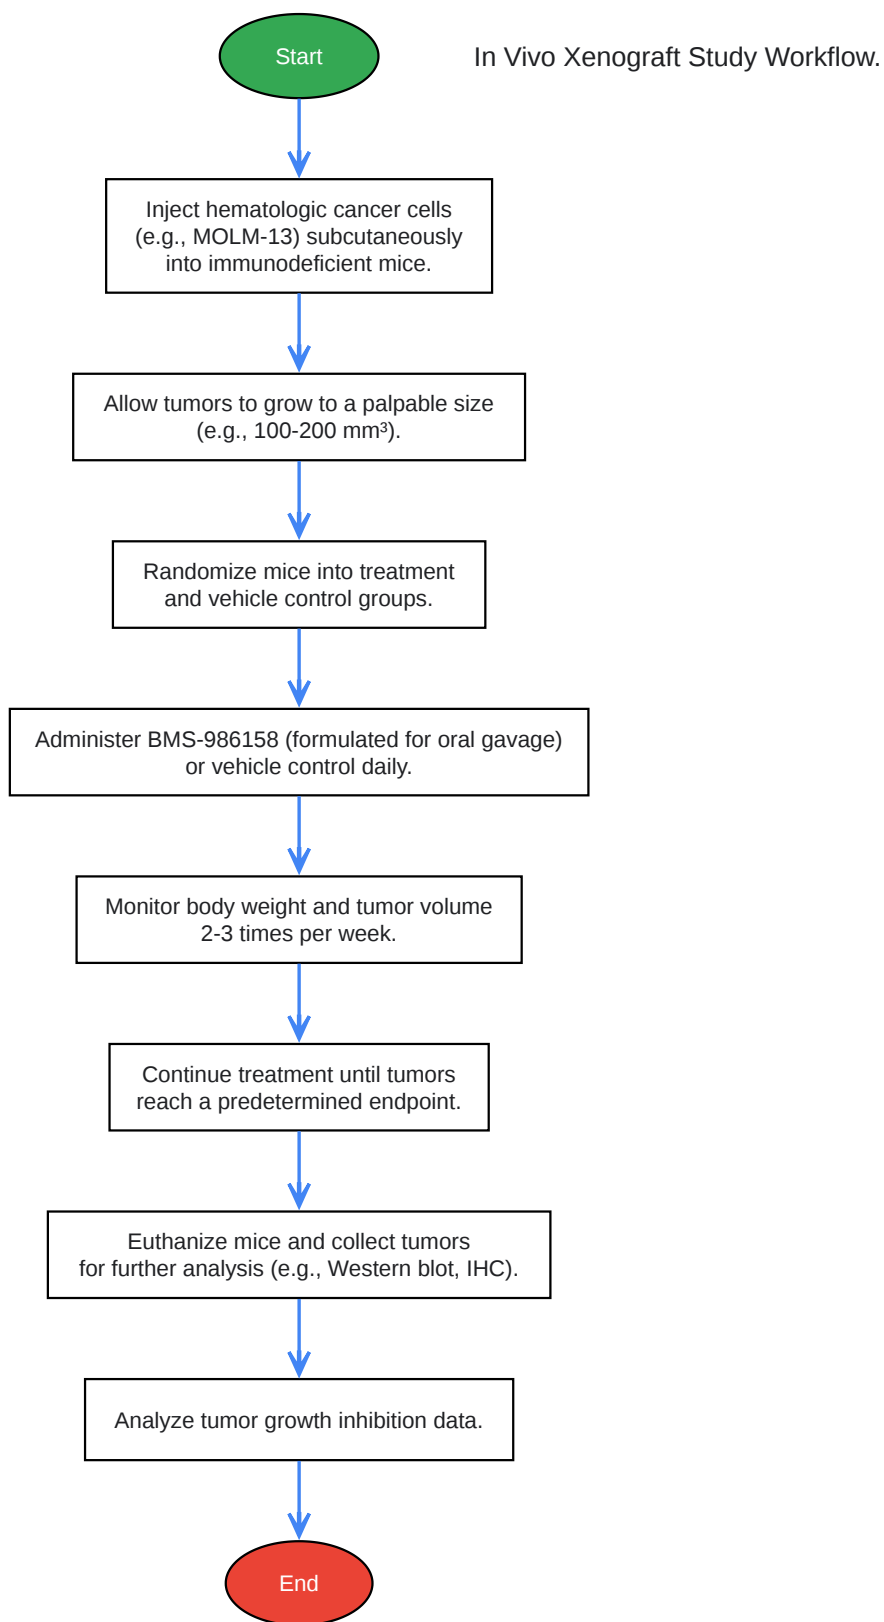 Start
In Vivo Xenograft Study Workflow.
Inject hematologic cancer cells
(e.g., MOLM-13) subcutaneously
into immunodeficient mice.
Allow tumors to grow to a palpable size
(e.g., 100-200 mm³).
Randomize mice into treatment
and vehicle control groups.
Administer BMS-986158 (formulated for oral gavage)
or vehicle control daily.
Monitor body weight and tumor volume
2-3 times per week.
Continue treatment until tumors
reach a predetermined endpoint.
Euthanize mice and collect tumors
for further analysis (e.g., Western blot, IHC).
Analyze tumor growth inhibition data.
End